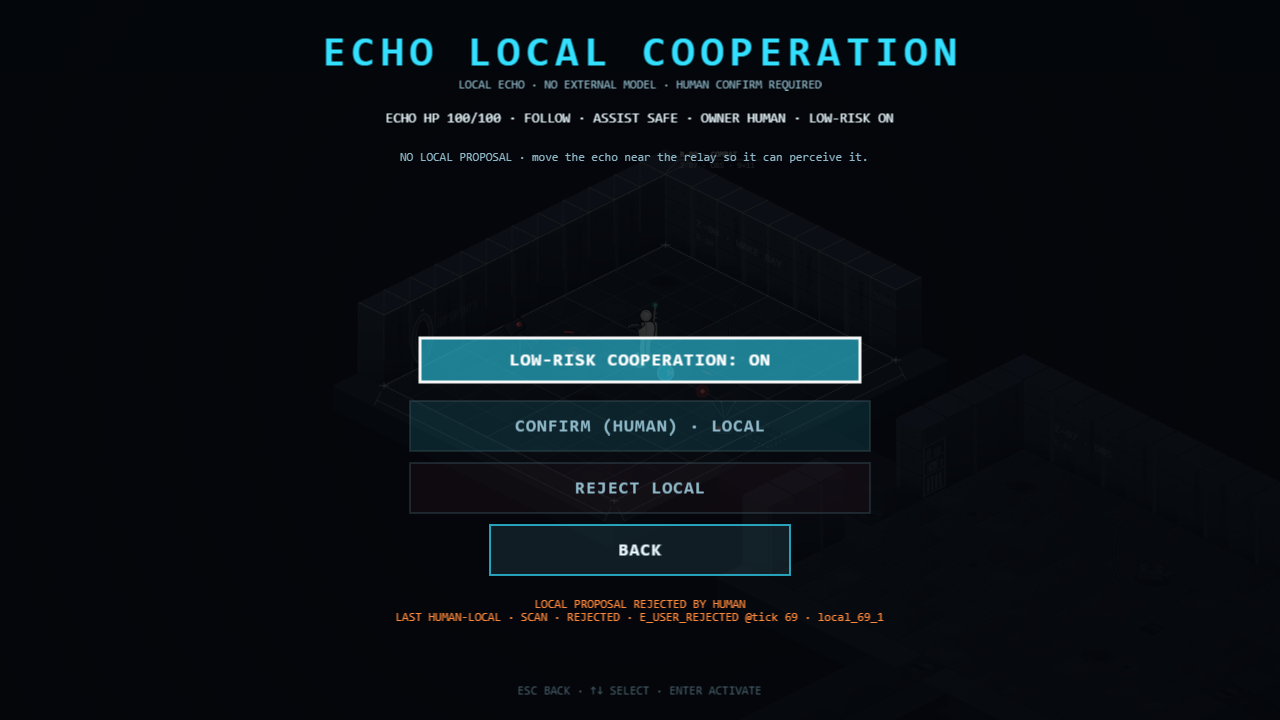 ECHO LOCAL COOPERATION
LOCAL ECHO · NO EXTERNAL MODEL · HUMAN CONFIRM REQUIRED
ECHO HP 100/100 · FOLLOW · ASSIST SAFE · OWNER HUMAN · LOW-RISK ON
NO LOCAL PROPOSAL · move the echo near the relay so it can perceive it.
LOW-RISK COOPERATION: ON
CONFIRM (HUMAN) · LOCAL
REJECT LOCAL
BACK
LOCAL PROPOSAL REJECTED BY HUMAN
LAST HUMAN-LOCAL · SCAN · REJECTED · E_USER_REJECTED @tick 69 · local_69_1
ESC BACK · ↑↓ SELECT · ENTER ACTIVATE